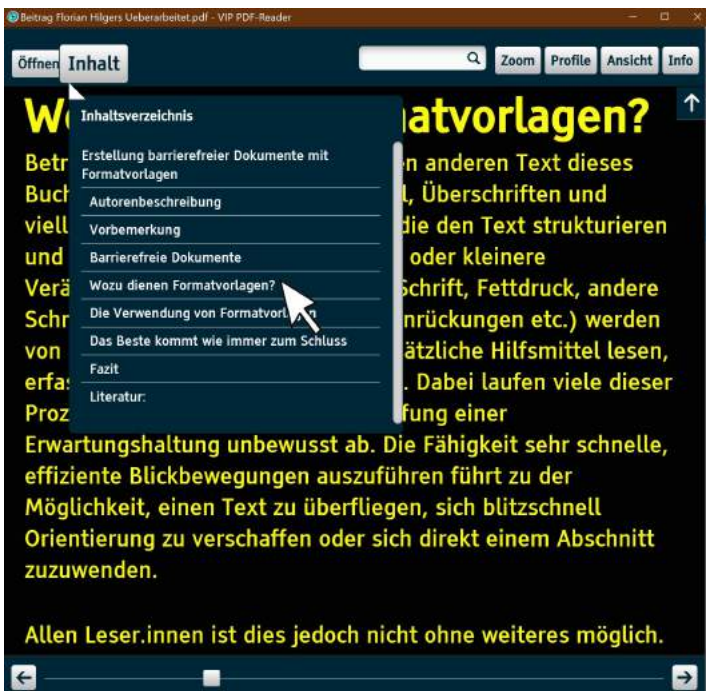 Beitrag Florian Hilgers Ueberarbeitet.pdf - VIP PDF-Reader
Öffnen Inhalt Zoom Profile Ansicht Info
Inhaltsverzeichnis
Erstellung barrierefreier Dokumente mit
Formatvorlagen
Autorenbeschreibung
Vorbemerkung
Barrierefreie Dokumente
Wozu dienen Formatvorlagen?
Die Verwendung von
Das Beste kommt wie immer zum Schluss
Fazit
Literatur:
matvorlagen?
n anderen Text dieses
, Überschriften und
viell die den Text strukturieren
und oder kleinere
Schrift, Fettdruck, andere
nrückungen etc.) werden
von ätzliche Hilfsmittel lesen,
. Dabei laufen viele dieser
fung einer
Erwartungshaltung unbewusst ab. Die Fähigkeit sehr schnelle,
effiziente Blickbewegungen auszuführen führt zu der
Möglichkeit, einen Text zu überfliegen, sich blitzschnell
Orientierung zu verschaffen oder sich direkt einem Abschnitt
zuzuwenden.
Allen Leser.innen ist dies jedoch nicht ohne weiteres möglich.